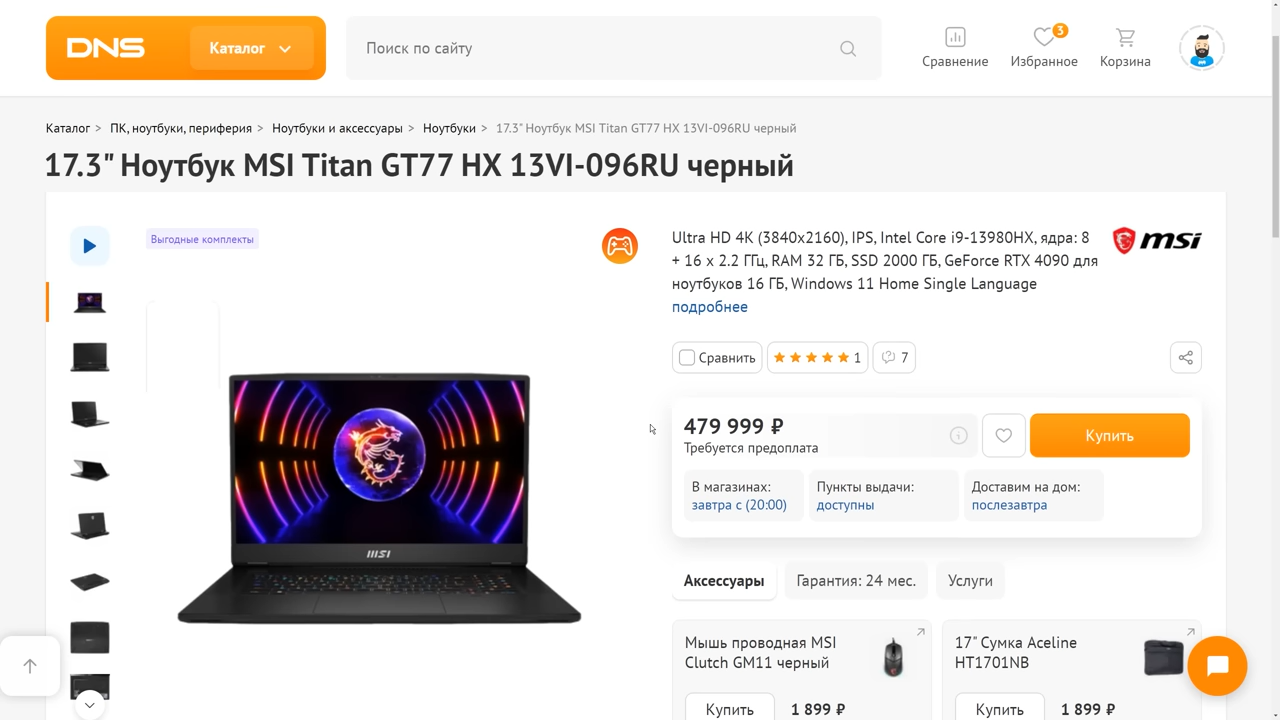 DNS
Каталог
Поиск по сайту
Сравнение
3
Избранное
Корзина
Каталог > ПК, ноутбуки, периферия > Ноутбуки и аксессуары > Ноутбуки > 17.3" Ноутбук MSI Titan GT77 HX 13VI-096RU черный
17.3" Ноутбук MSI Titan GT77 HX 13VI-096RU черный
Выгодные комплекты
Ultra HD 4K (3840x2160), IPS, Intel Core i9-13980HX, ядра: 8
+ 16 х 2.2 ГГц, RAM 32 ГБ, SSD 2000 ГБ, GeForce RTX 4090 для
ноутбуков 16 ГБ, Windows 11 Home Single Language
подробнее
msi
Сравнить
1
7
479 999 ₽
Требуется предоплата
Купить
В магазинах:
завтра с (20:00)
Пункты выдачи:
доступны
Доставим на дом:
послезавтра
msi
Аксессуары
Гарантия: 24 мес.
Услуги
Мышь проводная MSI
Clutch GM11 черный
Купить
1 899 ₽
17" Сумка Aceline
HT1701NB
Купить
1 899 ₽